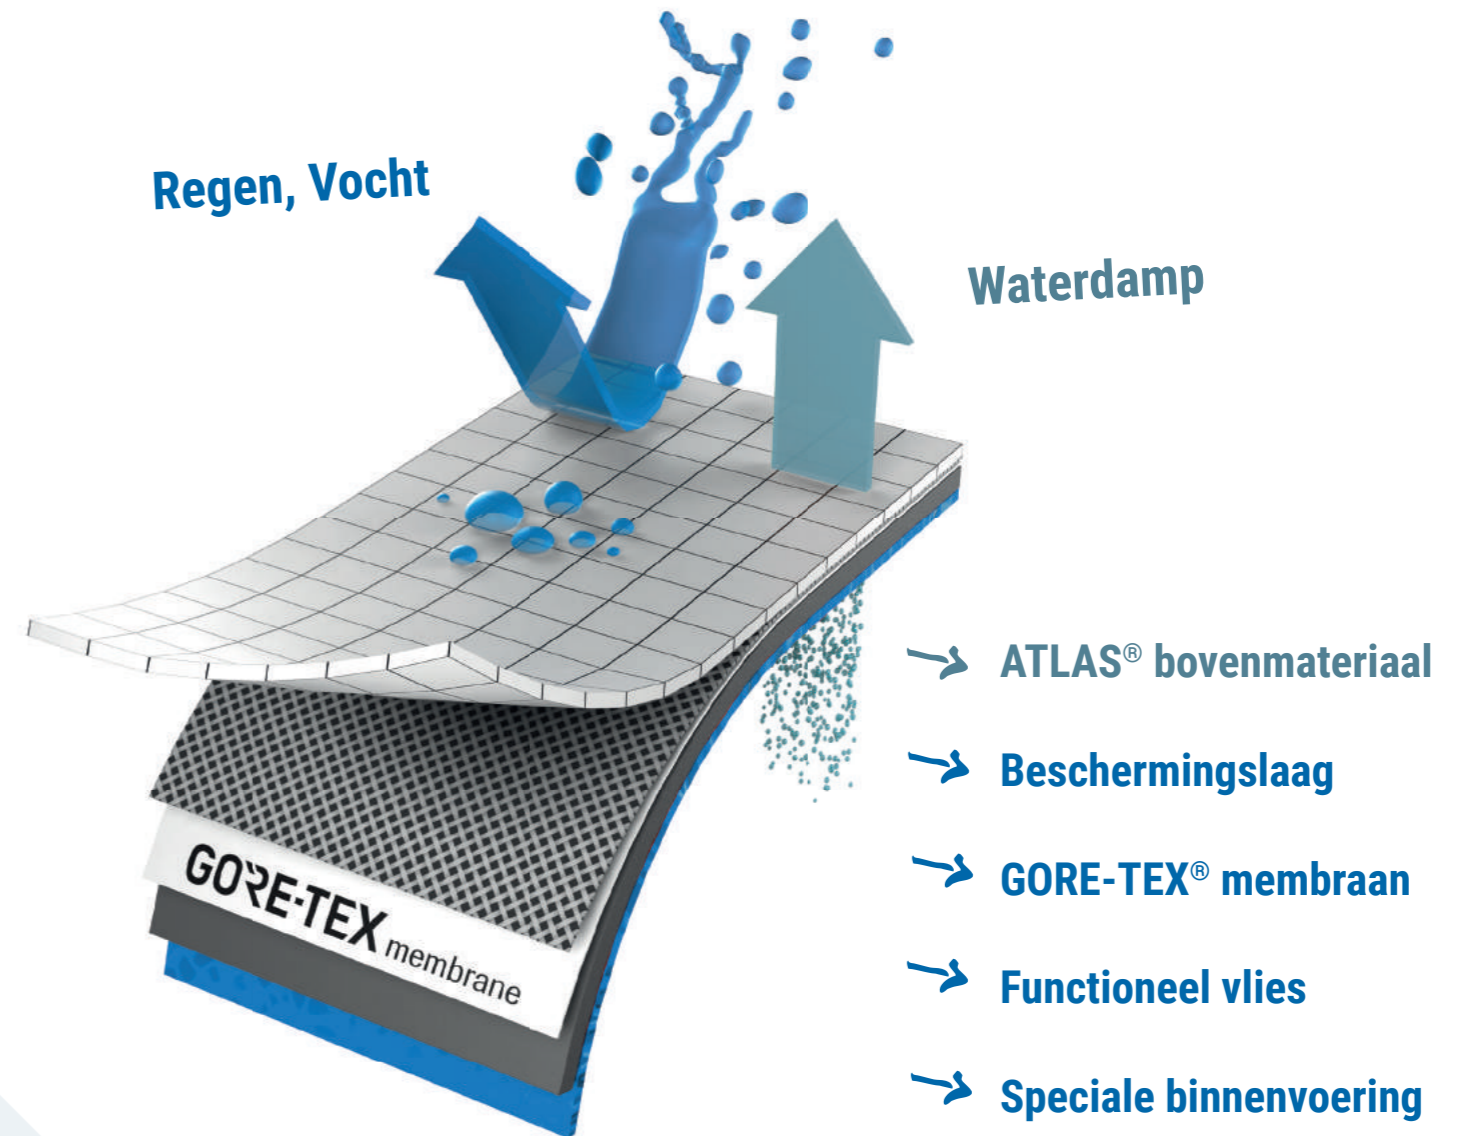 Regen, Vocht
Waterdamp
ATLAS® bovenmateriaal
Beschermingslaag
GORE-TEX® membraan
Functioneel vlies
Speciale binnenvoering
GORE-TEX membrane